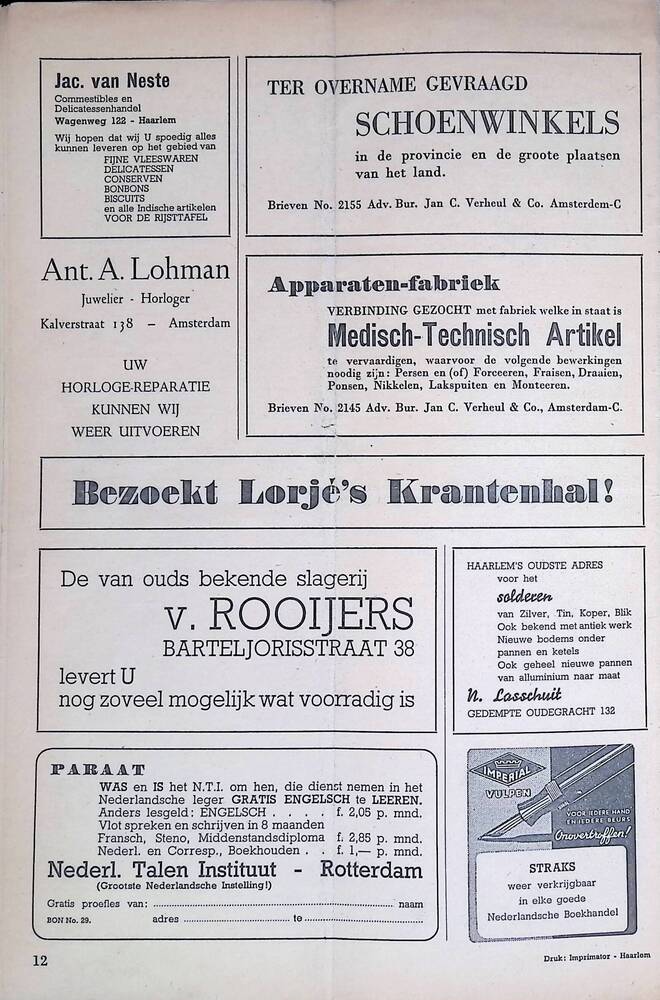 Jac. van Neste
Commestibles en
Delicatessenhandel
Wagenweg 122 - Haarlem
Wij hopen dat wij U spoedig alles
kunnen leveren op het gebied van
FIJNE VLEESWAREN
DELICATESSEN
CONSERVEN
BONBONS
BISCUITS
en alle Indische artikelen
VOOR DE RIJSTTAFEL
TER OVERNAME GEVRAAGD
SCHOENWINKELS
in de provincie en de groote plaatsen
van het land.
Brieven No. 2155 Adv. Bur. Jan C. Verheul & Co. Amsterdam-C
Ant. A. Lohman
Juwelier - Horloger
Kalverstraat 138 – Amsterdam
UW
HORLOGE-REPARATIE
KUNNEN WIJ
WEER UITVOEREN
Apparaten-fabriek
VERBINDING GEZOCHT met fabriek welke in staat is
Medisch-Technisch Artikel
te vervaardigen, waarvoor de volgende bewerkingen
noodig zijn: Persen en (of) Forceeren, Fraisen, Draaien,
Ponsen, Nikkelen, Lakspuiten en Monteeren.
Brieven No. 2145 Adv. Bur. Jan C. Verheul & Co., Amsterdam-C.
Bezoekt Lorjé's Krantenhal!
De van ouds bekende slagerij
v. ROOIJERS
BARTELJORISSTRAAT 38
levert U
nog zoveel mogelijk wat voorradig is
HAARLEM'S OUDSTE ADRES
voor het
solderen
van Zilver, Tin, Koper, Blik
Ook bekend met antiek werk
Nieuwe bodems onder
pannen en ketels
Ook geheel nieuwe pannen
van alluminium naar maat
N. Lasschuit
GEDEMPTE OUDEGRACHT 132
PARAAT
WAS en IS het N.T.I. om hen, die dienst nemen in het
Nederlandsche leger GRATIS ENGELSCH te LEEREN.
Anders lesgeld: ENGELSCH . . . . f. 2,05 p. mnd.
Vlot spreken en schrijven in 8 maanden
Fransch, Steno, Middenstandsdiploma f. 2,85 p. mnd.
Nederl. en Corresp., Boekhouden . . f. 1,— p. mnd.
Nederl. Talen Instituut - Rotterdam
(Grootste Nederlandsche Instelling!)
Gratis proefles van: ........ naam
BON No. 29. adres ........ te ........
IMPERIAL
VULPEN
VOOR IEDERE HAND
EN IEDERE BEURS
Onovertroffen!
STRAKS
weer verkrijgbaar
in elke goede
Nederlandsche Boekhandel
12
Druk: Imprimator - Haarlem